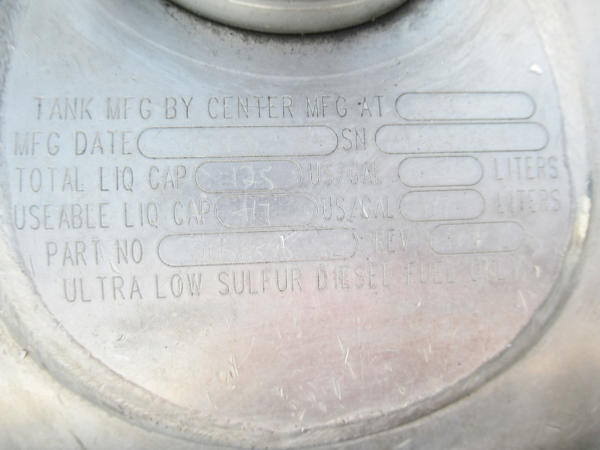 TANK MFG BY CENTER MFG AT
MFG DATE SN
TOTAL LIQ CAP 125 US/GAL LITERS
USEABLE LIQ CAP US/GAL LITERS
PART NO REV
ULTRA LOW SULFUR DIESEL FUEL ONLY